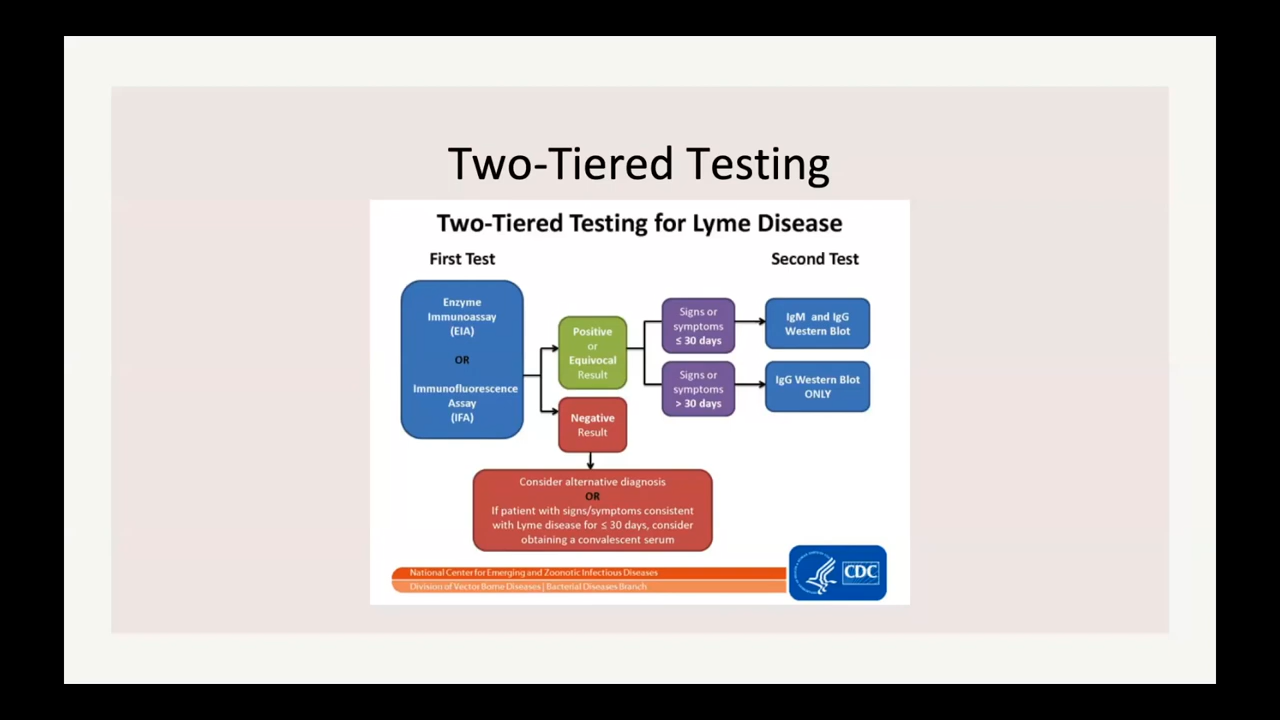 Two-Tiered Testing
Two-Tiered Testing for Lyme Disease
First Test
Second Test
Enzyme
Immunoassay
(EIA)
OR
Immunofluorescence
Assay
(IFA)
Positive
or
Equivocal
Result
Negative
Result
Signs or
symptoms
≤ 30 days
Signs or
symptoms
> 30 days
IgM and IgG
Western Blot
IgG Western Blot
ONLY
Consider alternative diagnosis
OR
If patient with signs/symptoms consistent
with Lyme disease for ≤ 30 days, consider
obtaining a convalescent serum
National Center for Emerging and Zoonotic Infectious Diseases
Division of Vector Borne Diseases | Bacterial Diseases Branch
CDC